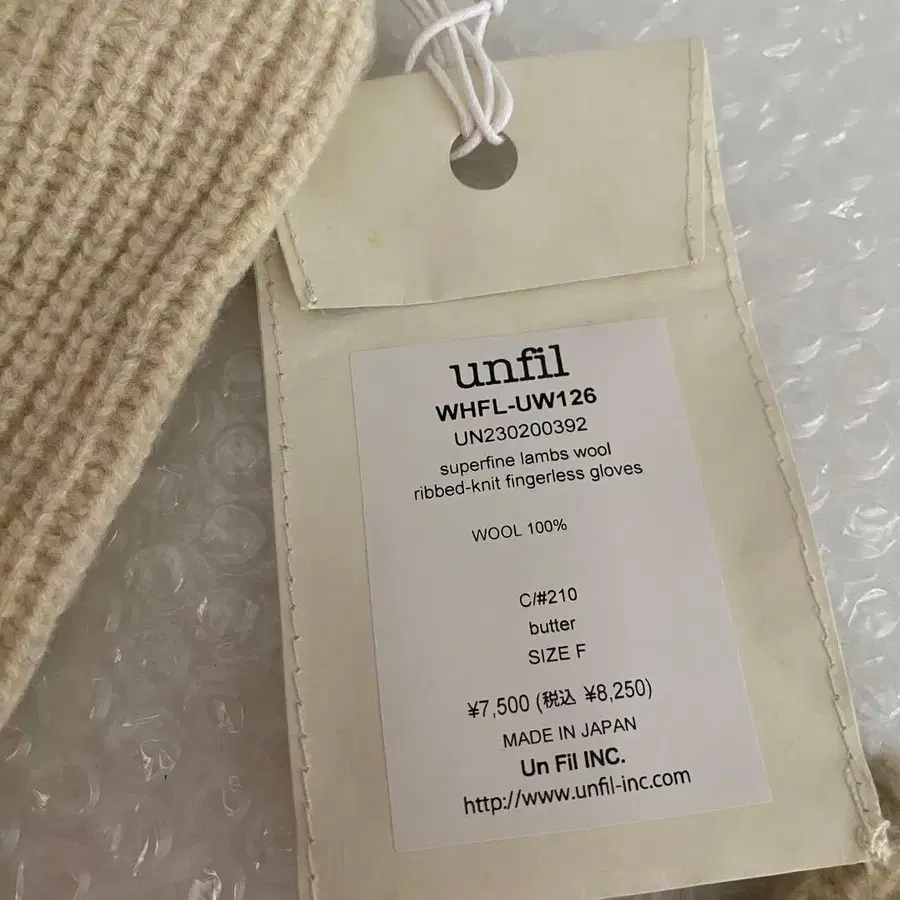 unfil
WHFL-UW126
UN230200392
superfine lambs wool
ribbed-knit fingerless gloves
WOOL 100%
C/#210
butter
SIZE F
¥7,500 (税込 ¥8,250)
MADE IN JAPAN
Un Fil INC.
http://www.unfil-inc.com